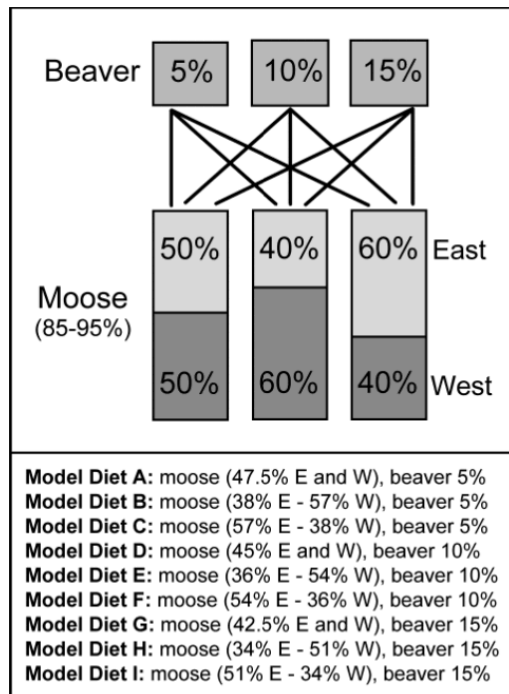 Beaver 5% 10% 15%
50% 40% 60% East
Moose
(85-95%)
50% 60% 40% West
Model Diet A: moose (47.5% E and W), beaver 5%
Model Diet B: moose (38% E - 57% W), beaver 5%
Model Diet C: moose (57% E - 38% W), beaver 5%
Model Diet D: moose (45% E and W), beaver 10%
Model Diet E: moose (36% E - 54% W), beaver 10%
Model Diet F: moose (54% E - 36% W), beaver 10%
Model Diet G: moose (42.5% E and W), beaver 15%
Model Diet H: moose (34% E - 51% W), beaver 15%
Model Diet I: moose (51% E - 34% W), beaver 15%